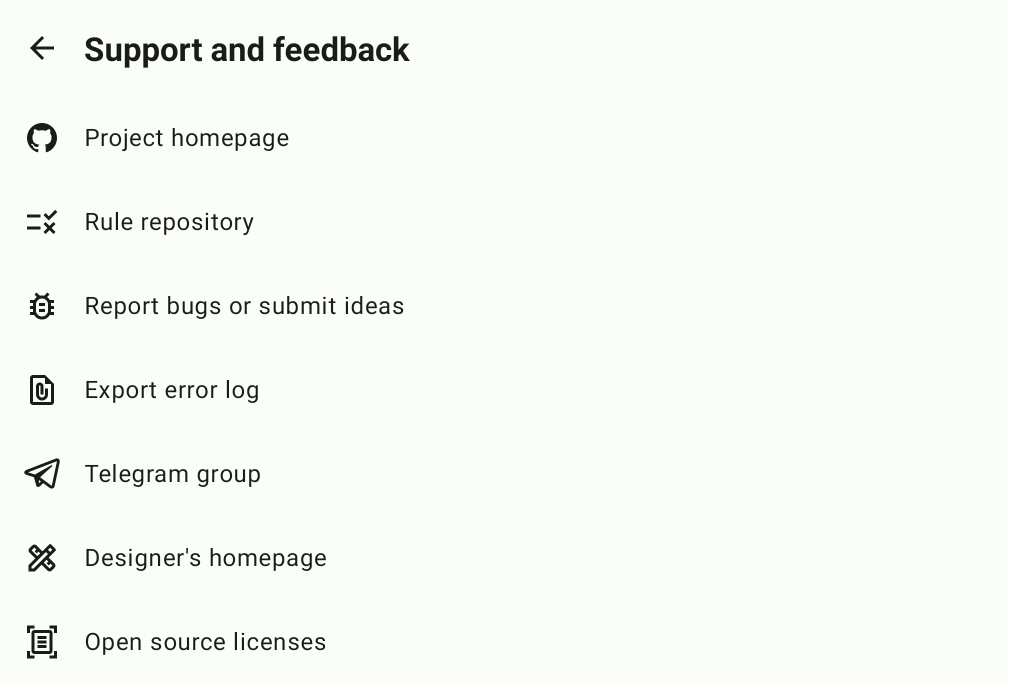 Support and feedback
Project homepage
Rule repository
Report bugs or submit ideas
Export error log
Telegram group
Designer's homepage
Open source licenses